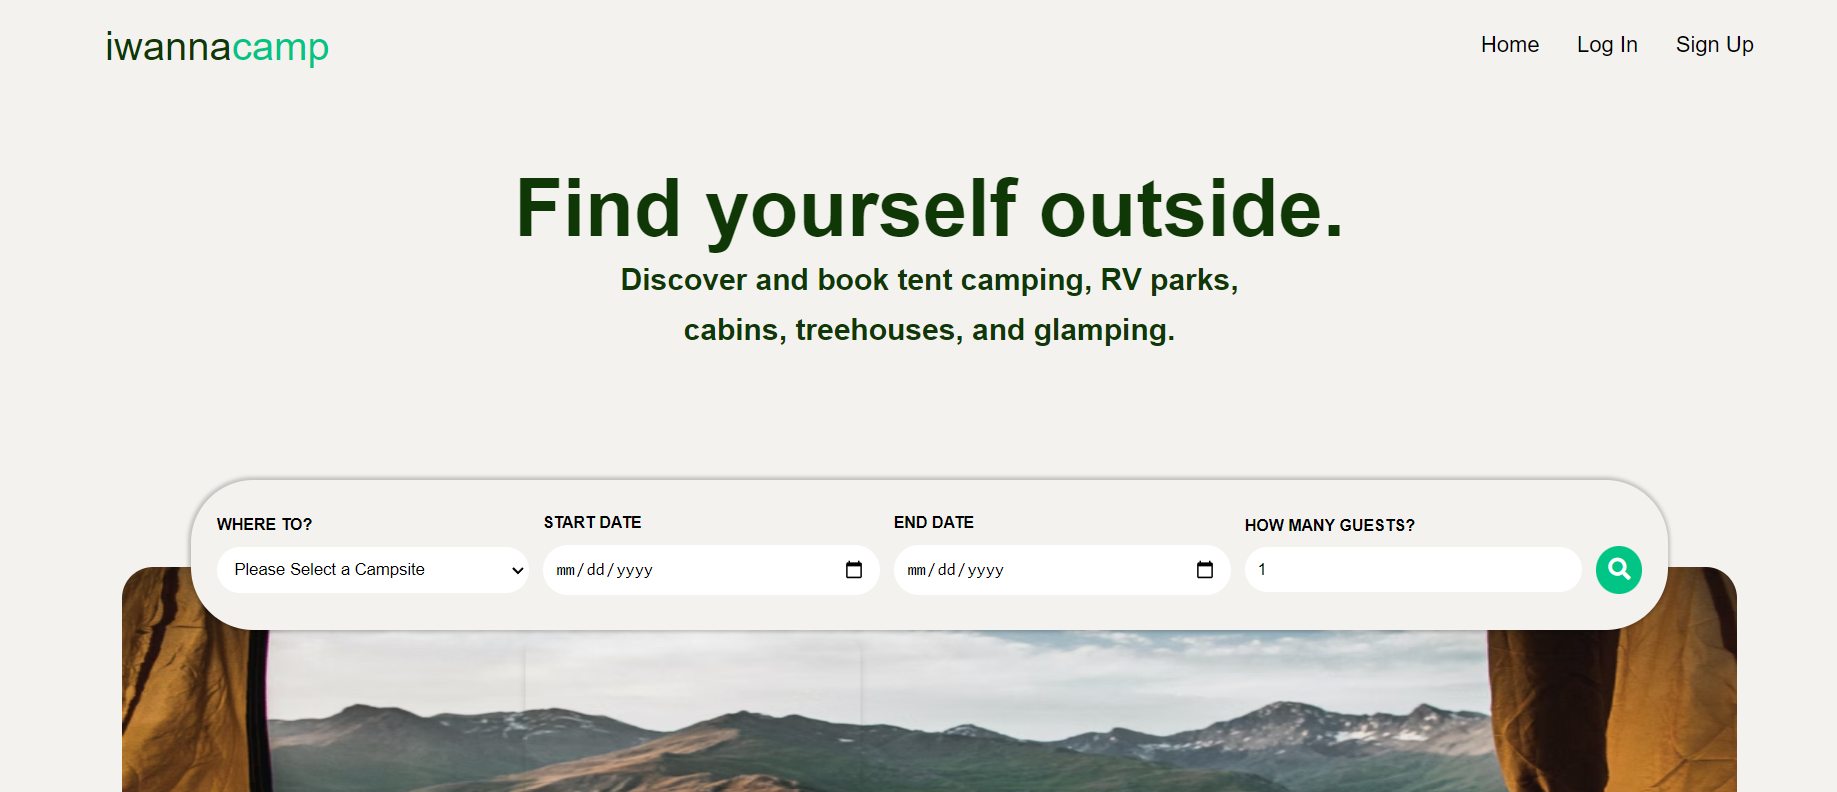 iwannacamp
Home Log In Sign Up
Find yourself outside.
Discover and book tent camping, RV parks,
cabins, treehouses, and glamping.
WHERE TO? START DATE END DATE HOW MANY GUESTS?
Please Select a Campsite mm/dd/yyyy mm/dd/yyyy 1